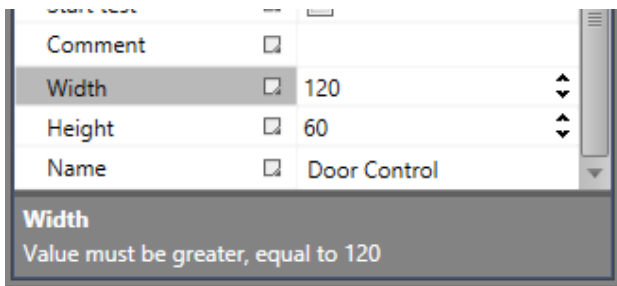 Comment
Width 120
Height 60
Name Door Control
Width
Value must be greater, equal to 120